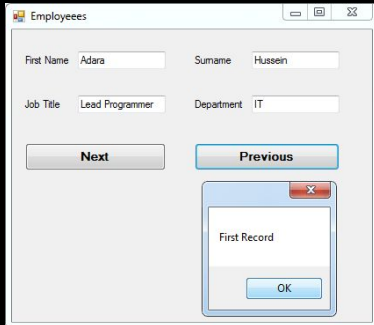 Employeees
First Name Adara Surname Hussein
Job Title Lead Programmer Department IT
Next Previous
First Record
OK